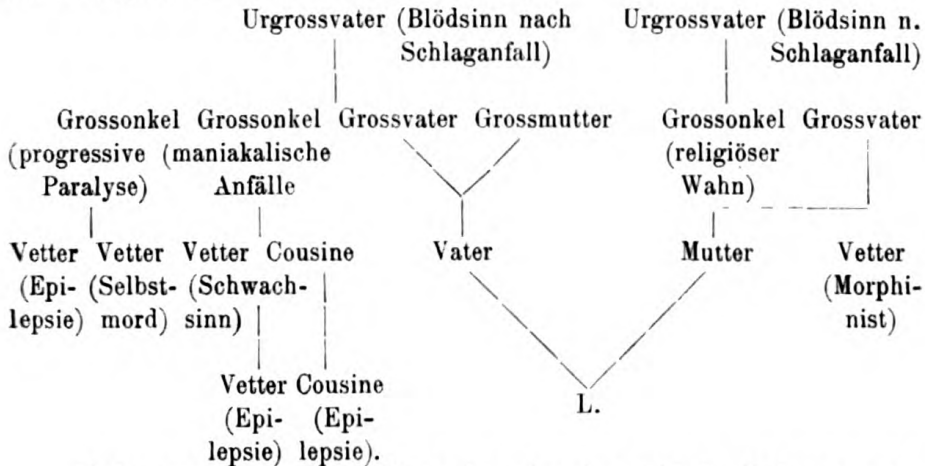 Urgrossvater (Blödsinn nach Urgrossvater (Blödsinn n.
Schlaganfall) Schlaganfall)
Grossonkel Grossonkel Grossvater Grossmutter Grossonkel Grossvater
(progressive (maniakalische (religiöser
Paralyse) Anfälle Wahn)
Vetter Vetter Vetter Cousine Vater Mutter Vetter
(Epi- (Selbst- (Schwach- (Morphi-
lepsie) mord) sinn) nist)
Vetter Cousine
L.
(Epi- (Epi-
lepsie) lepsie).